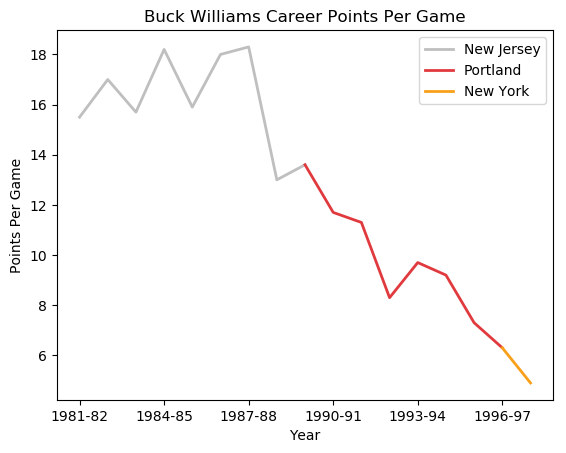 Buck Williams Career Points Per Game
New Jersey
Portland
New York
18
16
14
12
10
8
6
Points Per Game
1981-82 1984-85 1987-88 1990-91 1993-94 1996-97
Year